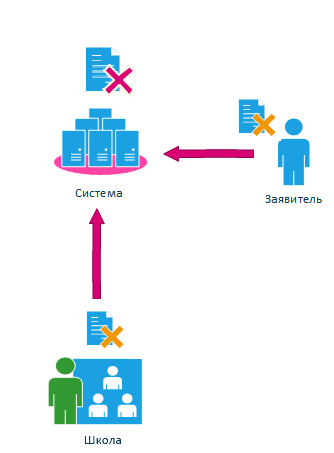 Система
Заявитель
Школа